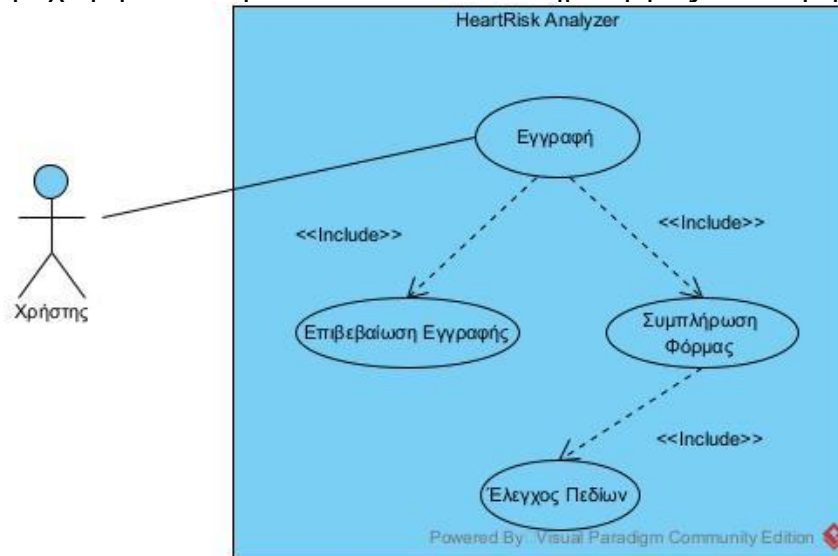 HeartRisk Analyzer
Εγγραφή
<<Include>>
<<Include>>
Χρήστης
Επιβεβαίωση Εγγραφής
Συμπλήρωση
Φόρμας
<<Include>>
Έλεγχος Πεδίων
Powered By Visual Paradigm Community Edition